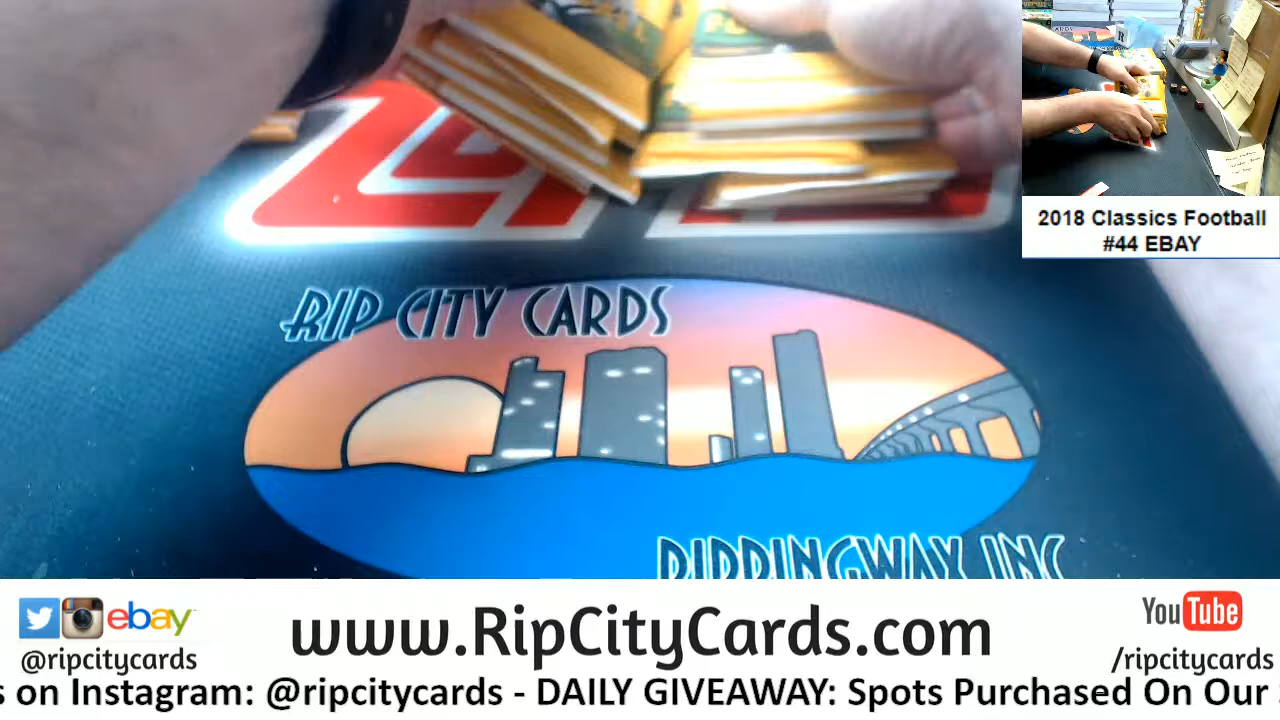 2018 Classics Football
#44 EBAY
RIP CITY CARDS
RIPPINGWAX INC
ebay
www.RipCityCards.com
YouTube
@ripcitycards
/ripcitycards
s on Instagram: @ripcitycards - DAILY GIVEAWAY: Spots Purchased On Our